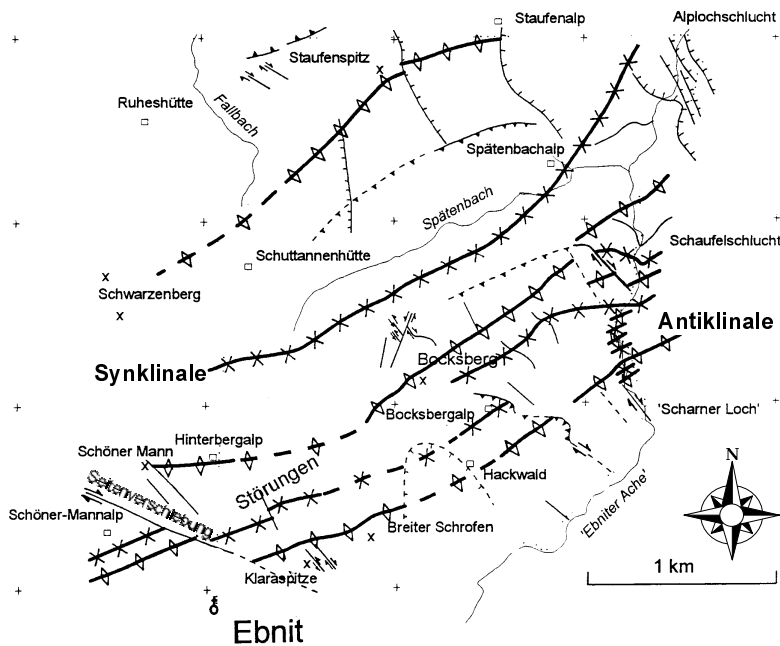 Staufenalp
Alplochschlucht
Staufenspitz
Ruheshütte
Fallbach
Spätenbachalp
Spätenbach
Schuttannenhütte
Schaufelschlucht
Schwarzenberg
Antiklinale
Synklinale
Bocksberg
Bocksbergalp
'Scharner Loch'
Hinterbergalp
Schöner Mann
Störungen
Hackwald
Seitenverschiebung
Schöner-Mannalp
Breiter Schrofen
'Ebniter Ache'
Klaraspitze
N
1 km
Ebnit